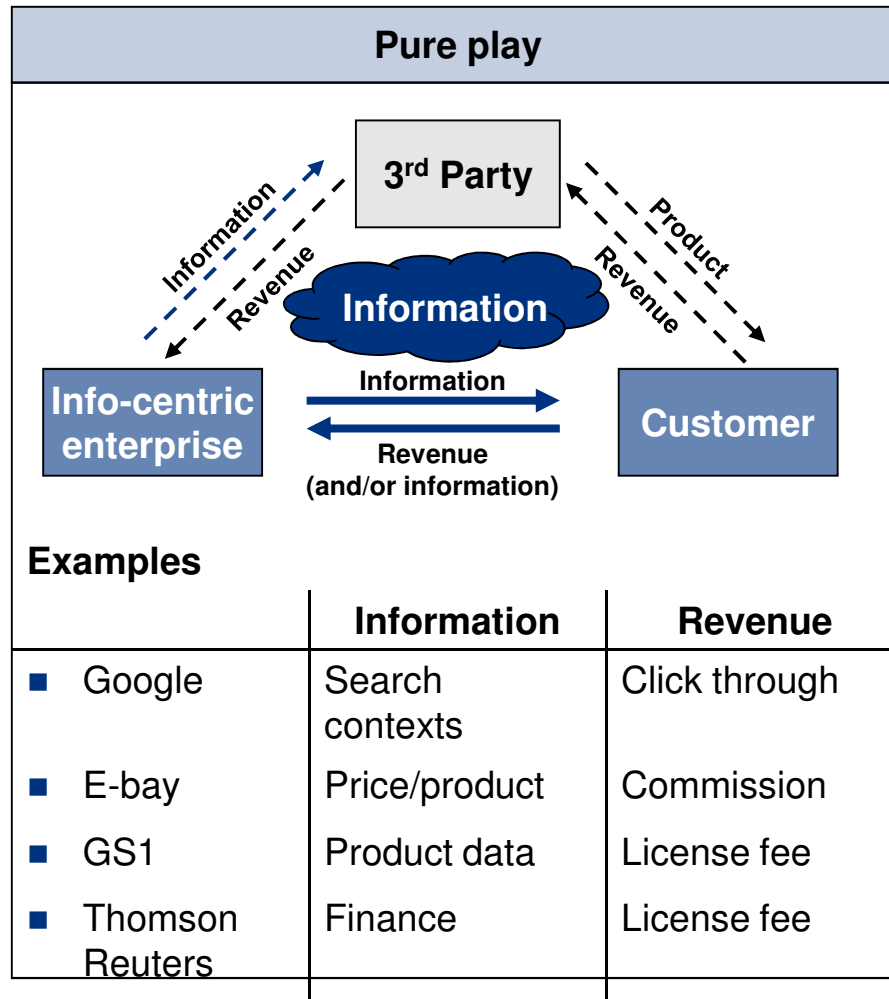 Pure play
3rd Party
Information
Revenue
Product
Revenue
Information
Information
Info-centric
enterprise
Customer
Revenue
(and/or information)
Examples
Information Revenue
Google Search Click through
contexts
E-bay Price/product Commission
GS1 Product data License fee
Thomson Finance License fee
Reuters